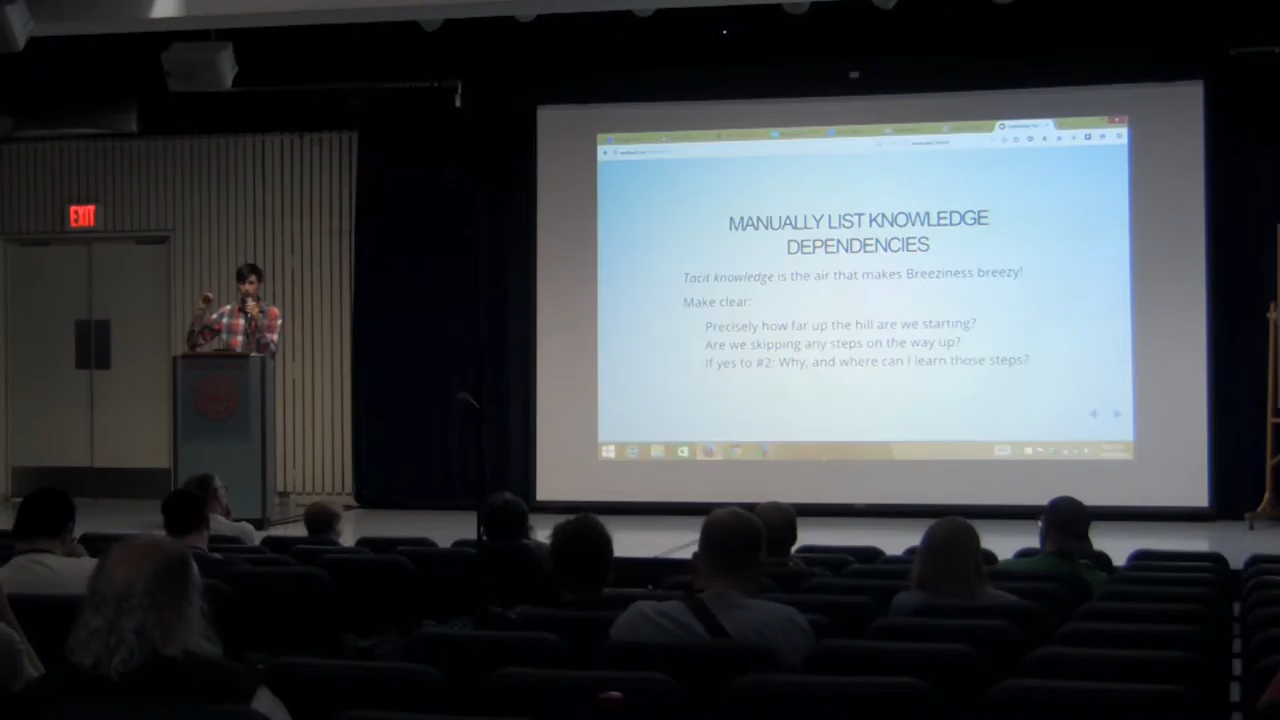 EXIT
MANUALLY LIST KNOWLEDGE
DEPENDENCIES
Tacit knowledge is the air that makes Breeziness breezy!
Make clear:
Precisely how far up the hill are we starting?
Are we skipping any steps on the way up?
If yes to #2: Why, and where can I learn those steps?